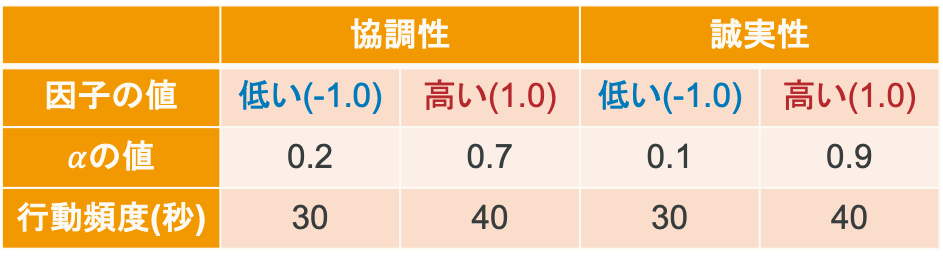 協調性 誠実性
因子の値 低い(-1.0) 高い(1.0) 低い(-1.0) 高い(1.0)
αの値 0.2 0.7 0.1 0.9
行動頻度(秒) 30 40 30 40